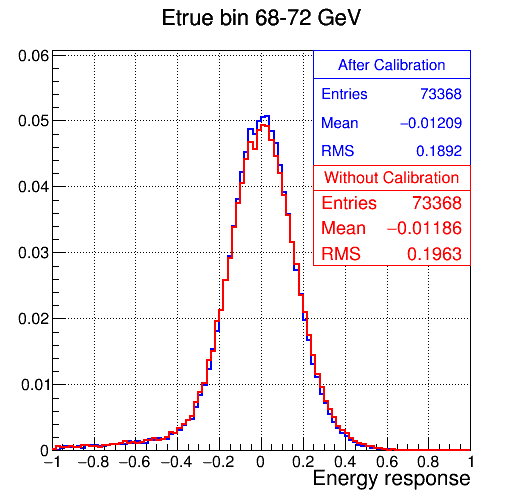 Etrue bin 68-72 GeV
After Calibration
Entries 73368
Mean −0.01209
RMS 0.1892
Without Calibration
Entries 73368
Mean −0.01186
RMS 0.1963
0.06
0.05
0.04
0.03
0.02
0.01
0
−1 −0.8 −0.6 −0.4 −0.2 0 0.2 0.4 0.6 0.8 1
Energy response